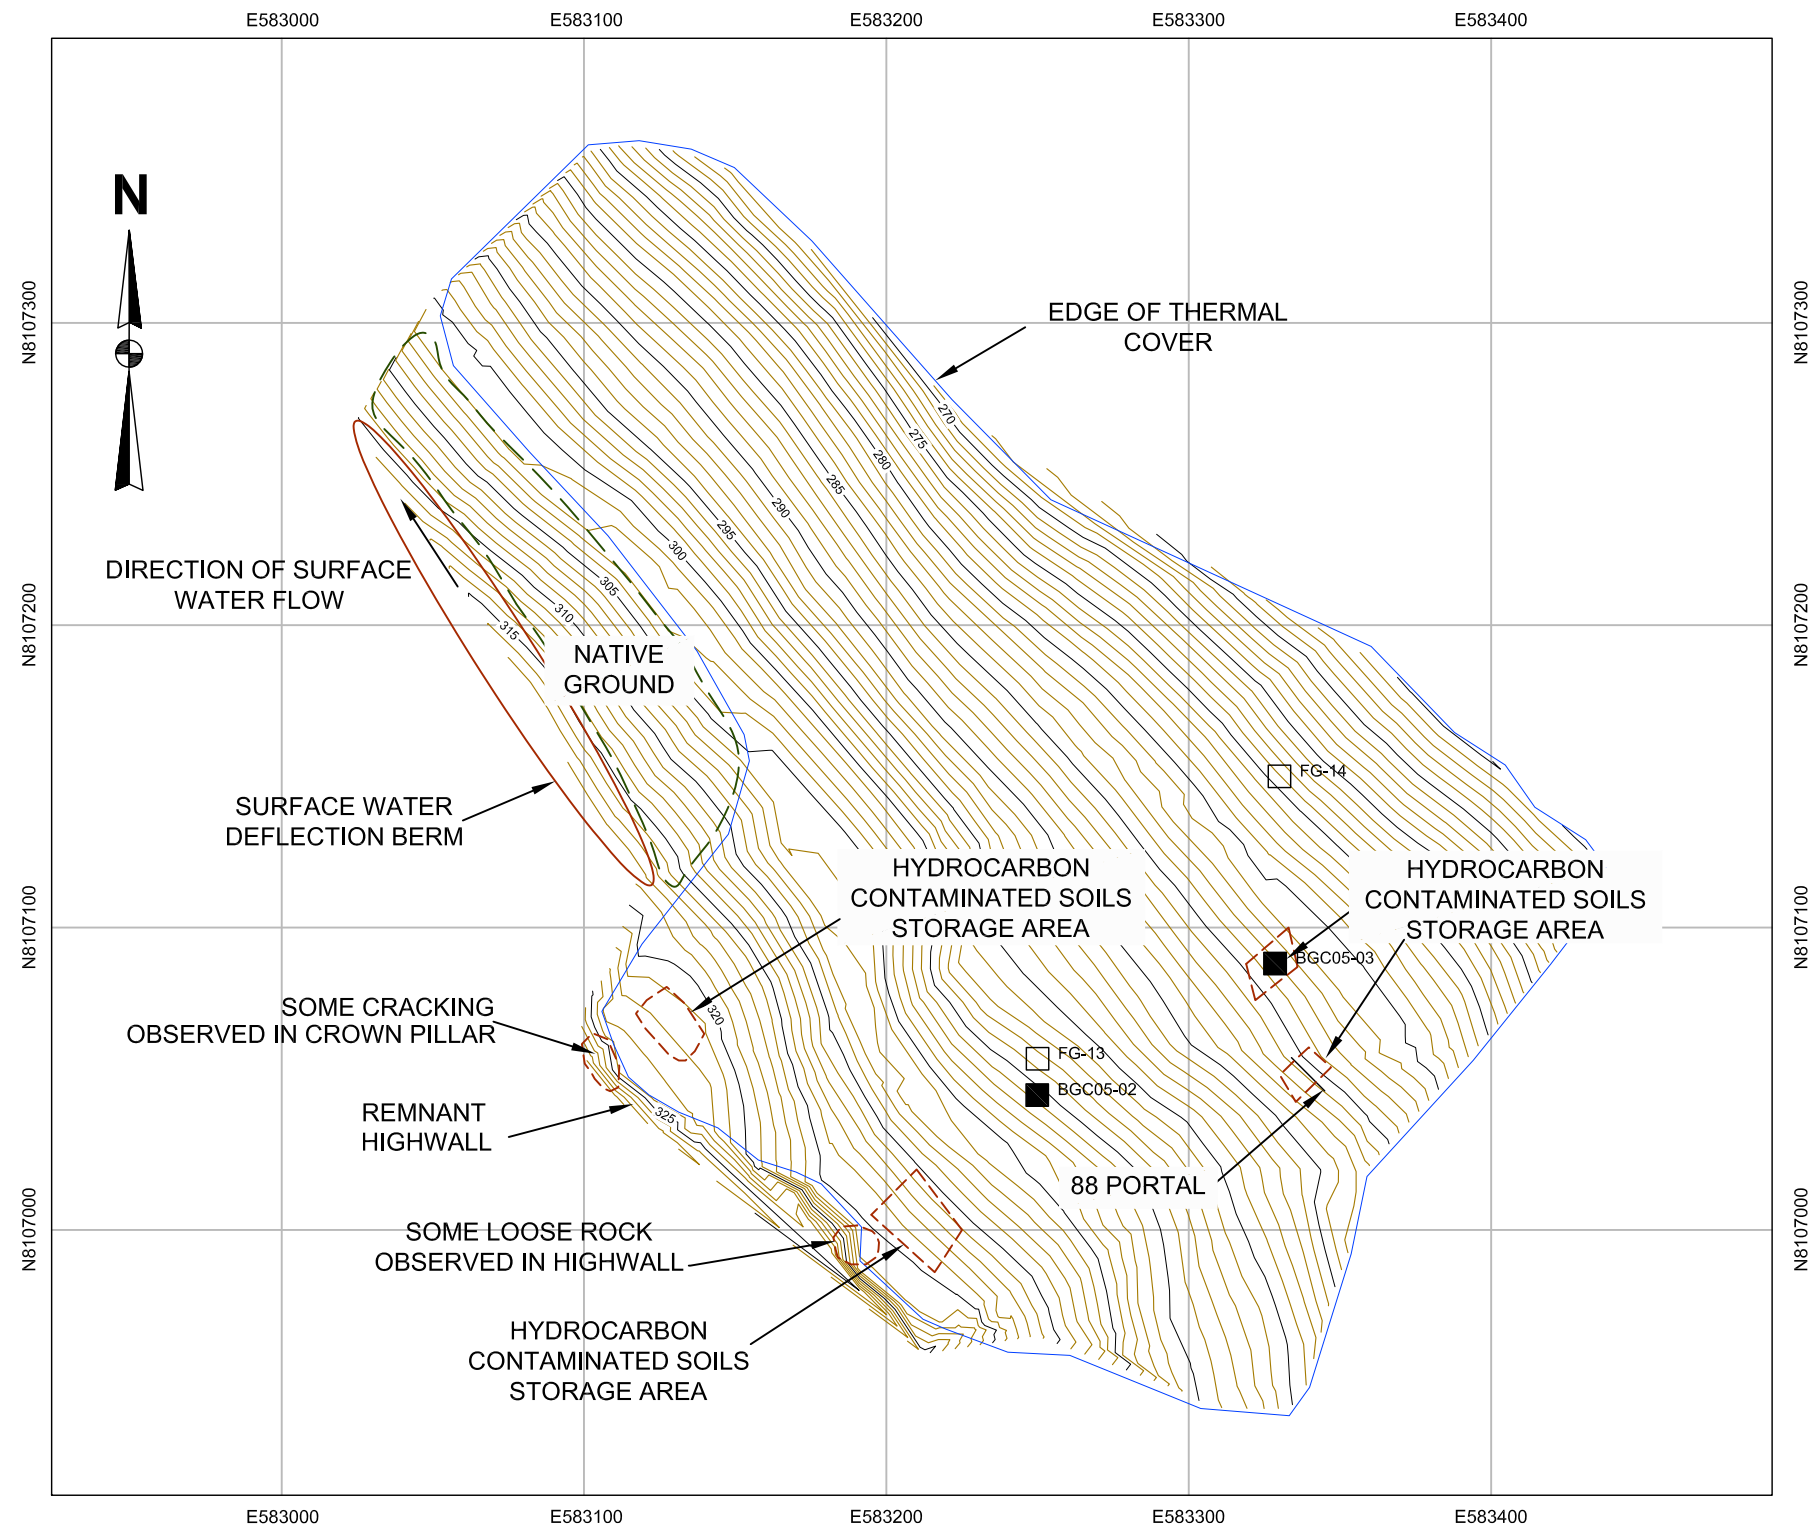 E583000
E583100
E583200
E583300
E583400
N
N8107300
N8107300
EDGE OF THERMAL
COVER
270
275
280
285
290
295
300
305
310
315
DIRECTION OF SURFACE
WATER FLOW
N8107200
N8107200
NATIVE
GROUND
FG-14
SURFACE WATER
DEFLECTION BERM
HYDROCARBON
CONTAMINATED SOILS
STORAGE AREA
HYDROCARBON
CONTAMINATED SOILS
STORAGE AREA
N8107100
N8107100
BGC05-03
SOME CRACKING
OBSERVED IN CROWN PILLAR
320
FG-13
BGC05-02
REMNANT
HIGHWALL
325
88 PORTAL
N8107000
N8107000
SOME LOOSE ROCK
OBSERVED IN HIGHWALL
HYDROCARBON
CONTAMINATED SOILS
STORAGE AREA
E583000
E583100
E583200
E583300
E583400